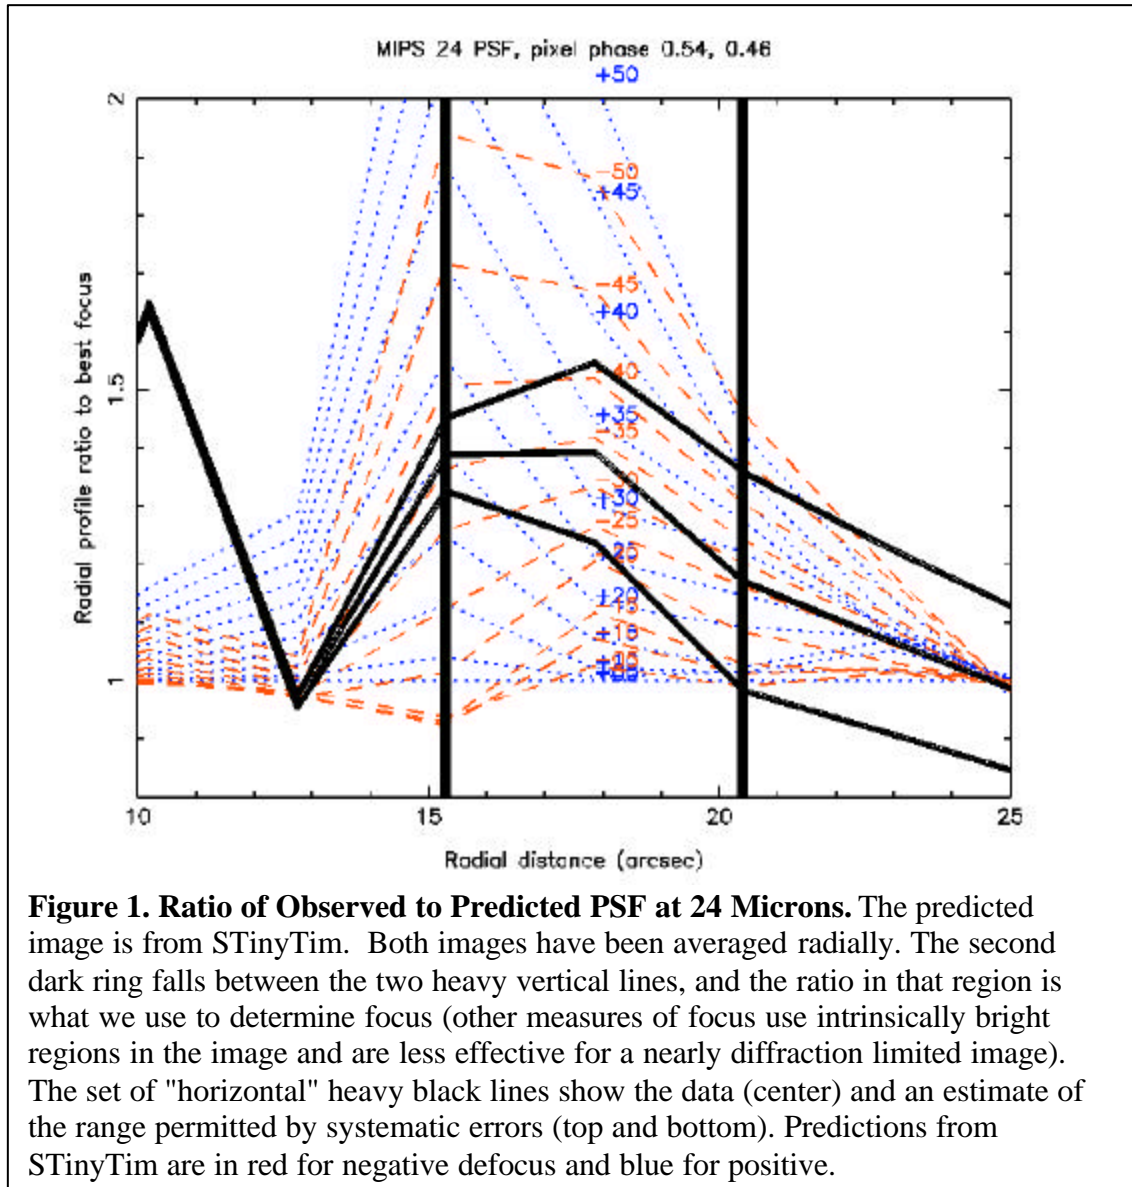 MIPS 24 PSF, pixel phase 0.54, 0.46
+50
2
-50
+45
-45
+40
-40
1.5
+35
-35
-30
+30
-25
+20
-15
+10
1
Radial profile ratio to best focus
10
15
20
25
Radial distance (arcsec)
Figure 1. Ratio of Observed to Predicted PSF at 24 Microns. The predicted
image is from STinyTim. Both images have been averaged radially. The second
dark ring falls between the two heavy vertical lines, and the ratio in that region is
what we use to determine focus (other measures of focus use intrinsically bright
regions in the image and are less effective for a nearly diffraction limited image).
The set of "horizontal" heavy black lines show the data (center) and an estimate of
the range permitted by systematic errors (top and bottom). Predictions from
STinyTim are in red for negative defocus and blue for positive.